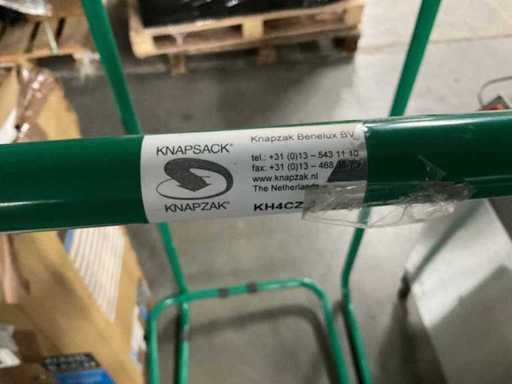 KNAPSACK®
KNAPZAK®
Knapzak Benelux BV
tel.: +31 (0)13 - 543 11 10
fax: +31 (0)13 - 468
www.knapzak.nl
The Netherlands
KH4CZ